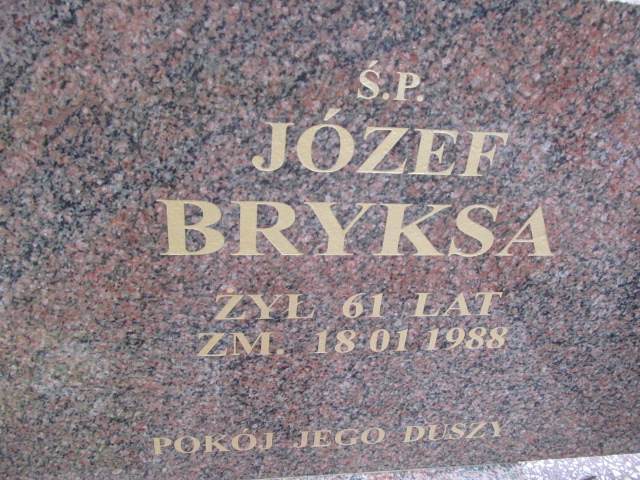 Ś.P.
JÓZEF
BRYKSA
ŻYŁ 61 LAT
ZM. 18 01 1988
POKÓJ JEGO DUSZY